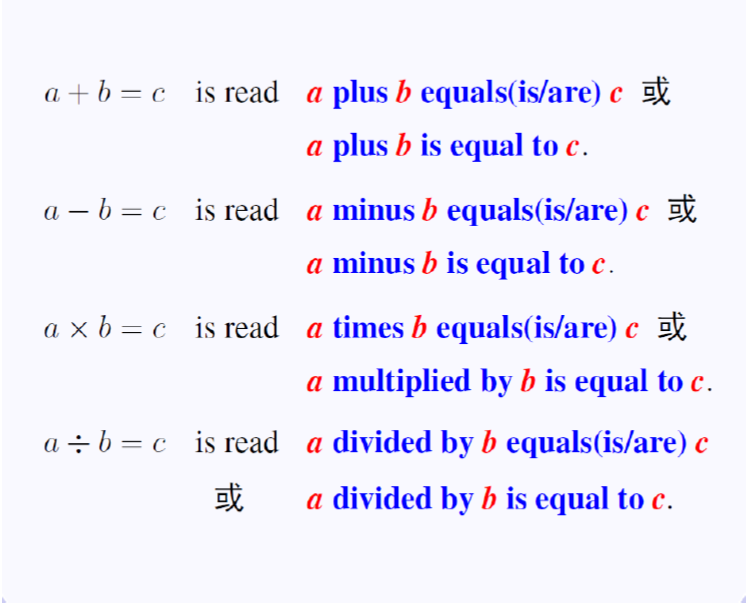 a + b = c is read a plus b equals(is/are) c 或
a plus b is equal to c.
a − b = c is read a minus b equals(is/are) c 或
a minus b is equal to c.
a × b = c is read a times b equals(is/are) c 或
a multiplied by b is equal to c.
a ÷ b = c is read a divided by b equals(is/are) c
或 a divided by b is equal to c.